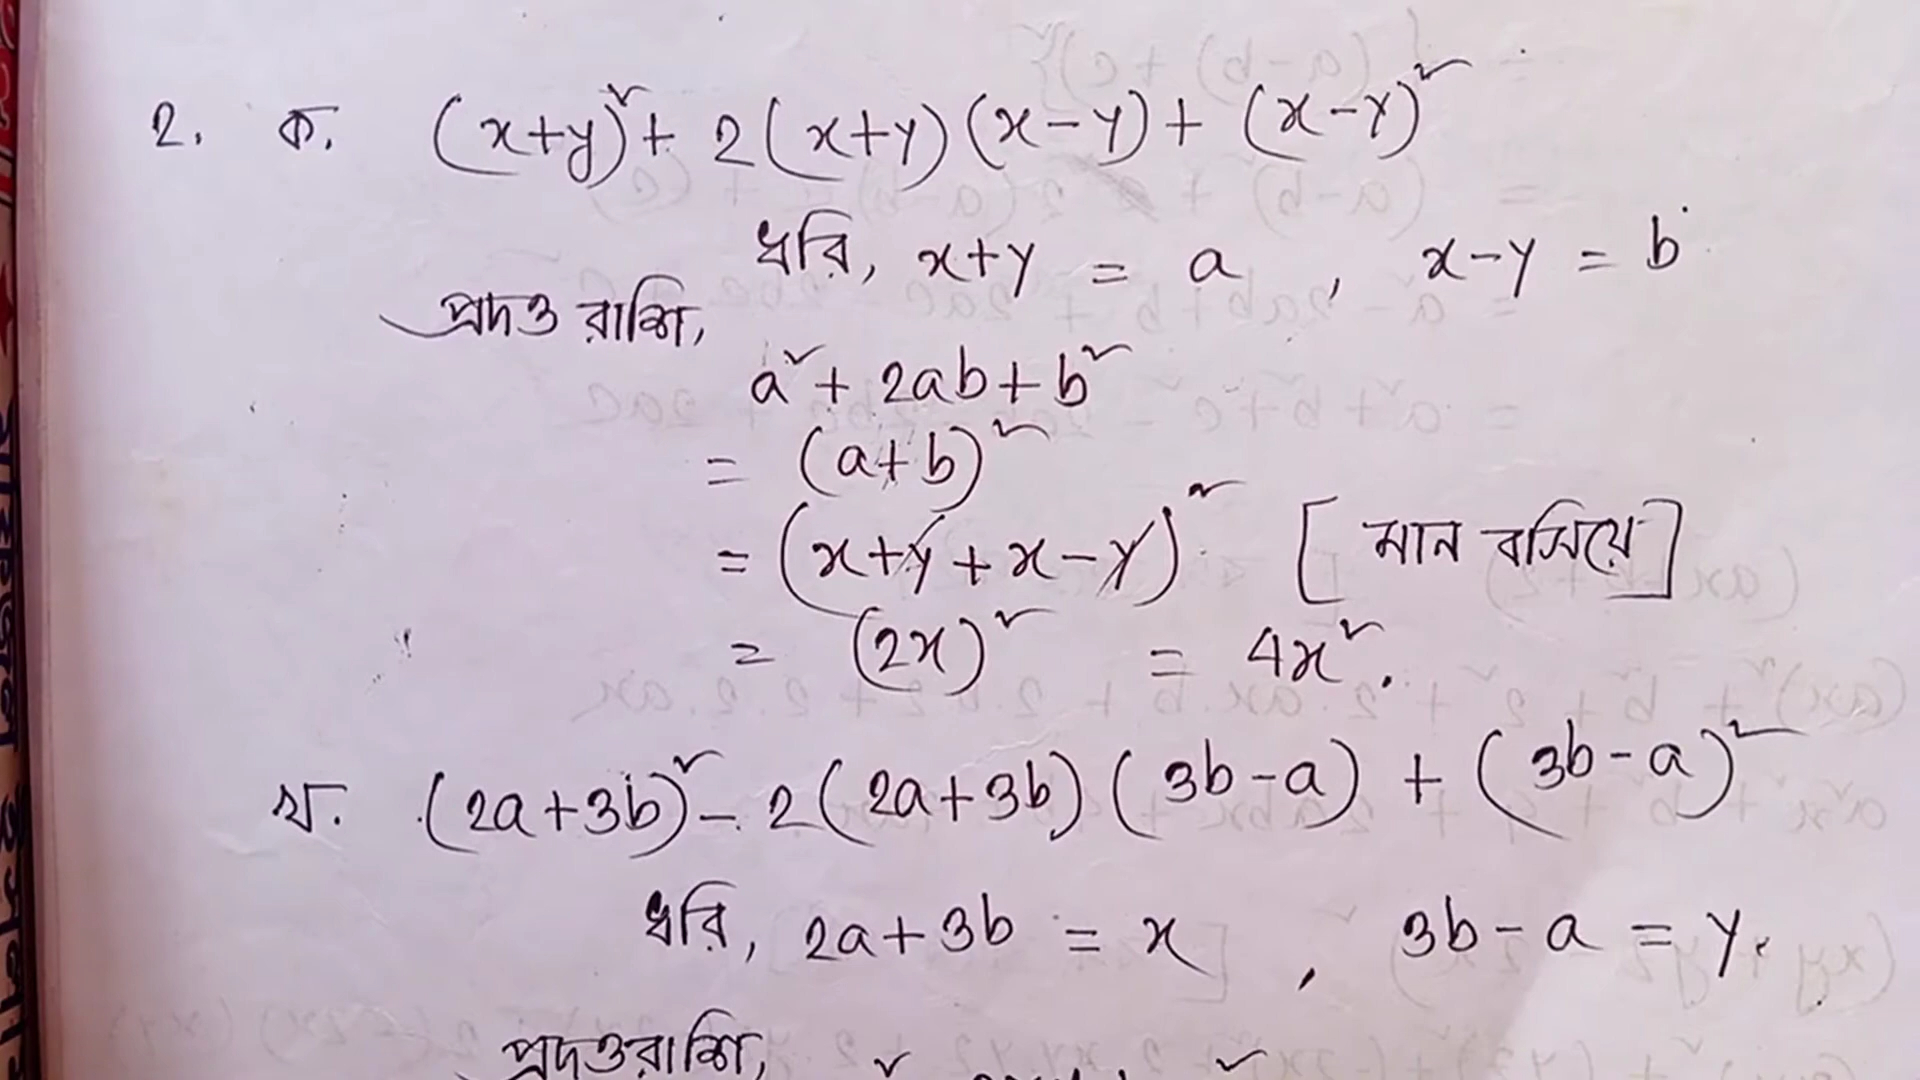 2. ক. (x+y)² + 2(x+y)(x-y) + (x-y)²
ধরি, x+y = a , x-y = b
প্রদত্ত রাশি,
a² + 2ab + b²
= (a+b)²
= (x+y+x-y)² [মান বসিয়ে]
= (2x)² = 4x².
খ. (2a+3b)² - 2(2a+3b)(3b-a) + (3b-a)²
ধরি, 2a+3b = x , 3b-a = y.
প্রদত্ত রাশি,